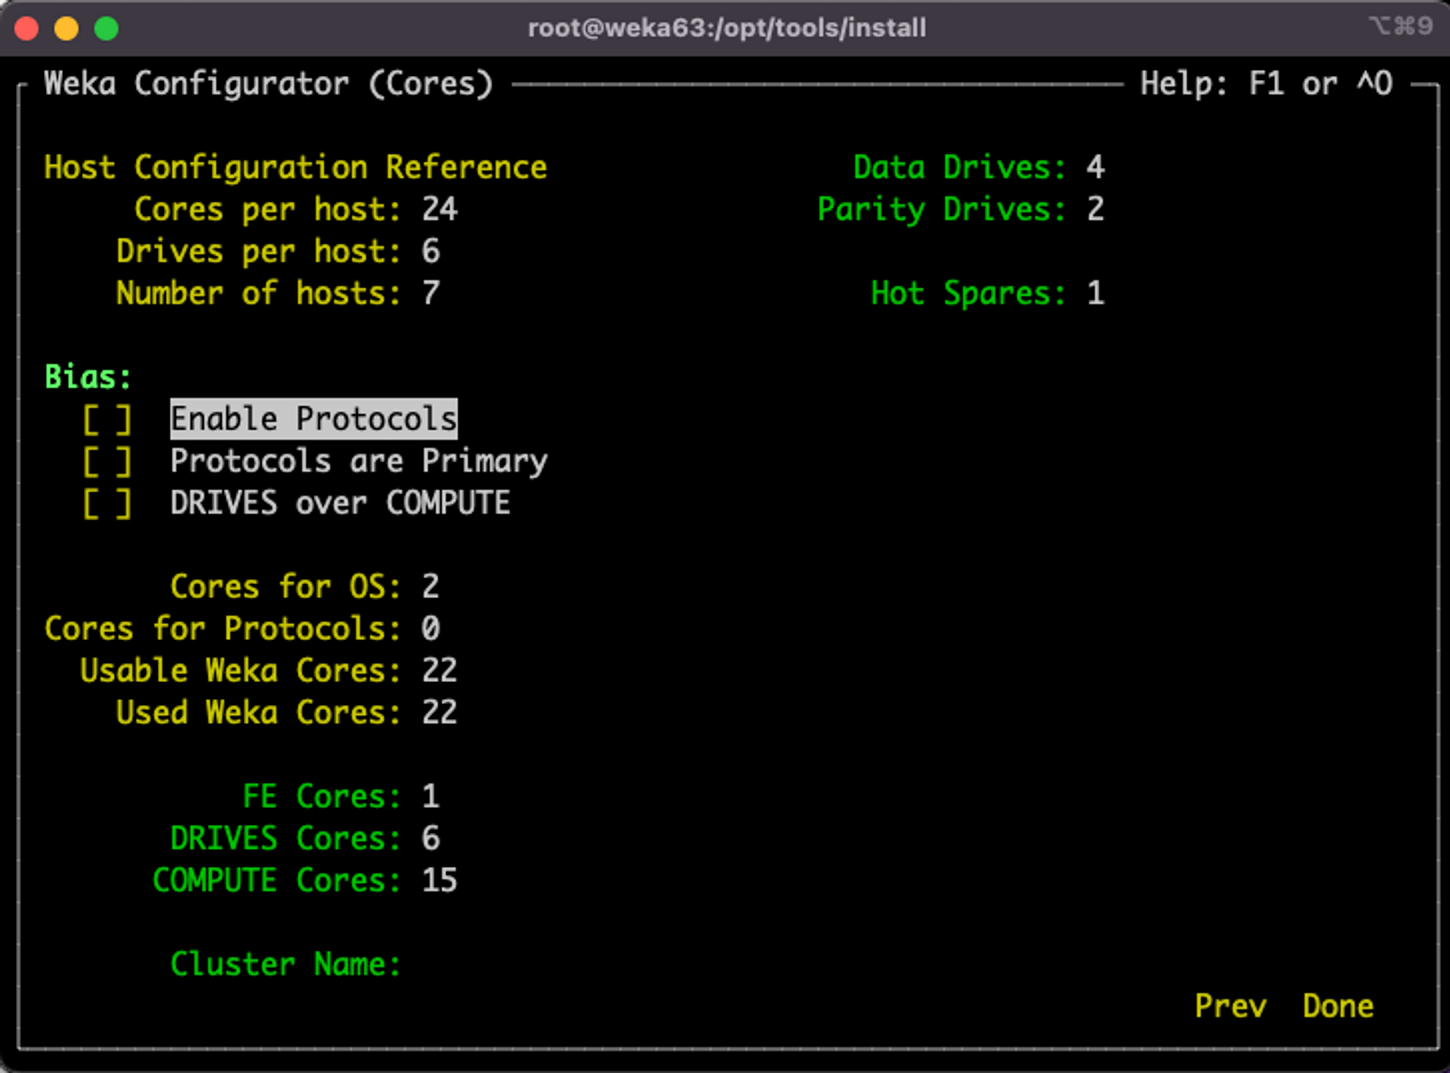 root@weka63:/opt/tools/install ⌥⌘9
Weka Configurator (Cores) Help: F1 or ^O
Host Configuration Reference Data Drives: 4
Cores per host: 24 Parity Drives: 2
Drives per host: 6
Number of hosts: 7 Hot Spares: 1
Bias:
[ ] Enable Protocols
[ ] Protocols are Primary
[ ] DRIVES over COMPUTE
Cores for OS: 2
Cores for Protocols: 0
Usable Weka Cores: 22
Used Weka Cores: 22
FE Cores: 1
DRIVES Cores: 6
COMPUTE Cores: 15
Cluster Name:
Prev Done